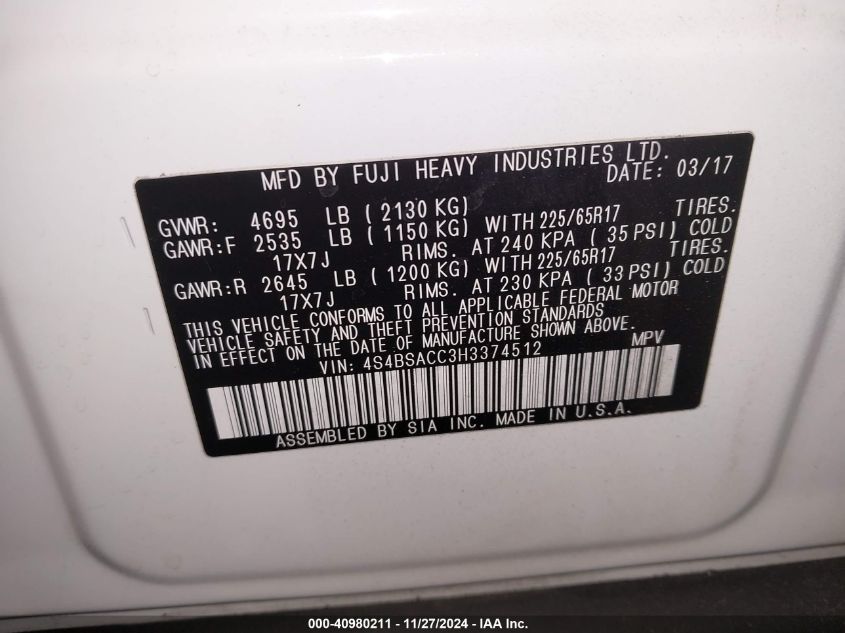 MFD BY FUJI HEAVY INDUSTRIES LTD.
DATE: 03/17
GVWR: 4695 LB ( 2130 KG)
GAWR:F 2535 LB ( 1150 KG) WITH 225/65R17 TIRES.
17X7J RIMS. AT 240 KPA ( 35 PSI) COLD
GAWR:R 2645 LB ( 1200 KG) WITH 225/65R17 TIRES.
17X7J RIMS. AT 230 KPA ( 33 PSI) COLD
THIS VEHICLE CONFORMS TO ALL APPLICABLE FEDERAL MOTOR
VEHICLE SAFETY AND THEFT PREVENTION STANDARDS
IN EFFECT ON THE DATE OF MANUFACTURE SHOWN ABOVE.
VIN: 4S4BSACC3H3374512 MPV
ASSEMBLED BY SIA INC. MADE IN U.S.A.
000-40980211 - 11/27/2024 - IAA Inc.